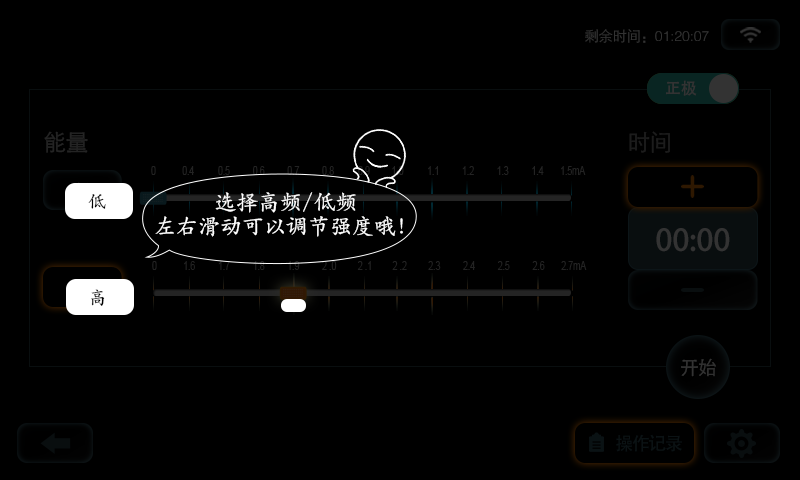 剩余时间：01:20:07
正极
能量
时间
0 0.4 0.5 0.6 0.7 0.8 1.1 1.2 1.3 1.4 1.5mA
低
选择高频/低频
左右滑动可以调节强度哦!
00:00
0 1.6 1.7 1.8 1.9 2.0 2.1 2.2 2.3 2.4 2.5 2.6 2.7mA
高
开始
操作记录